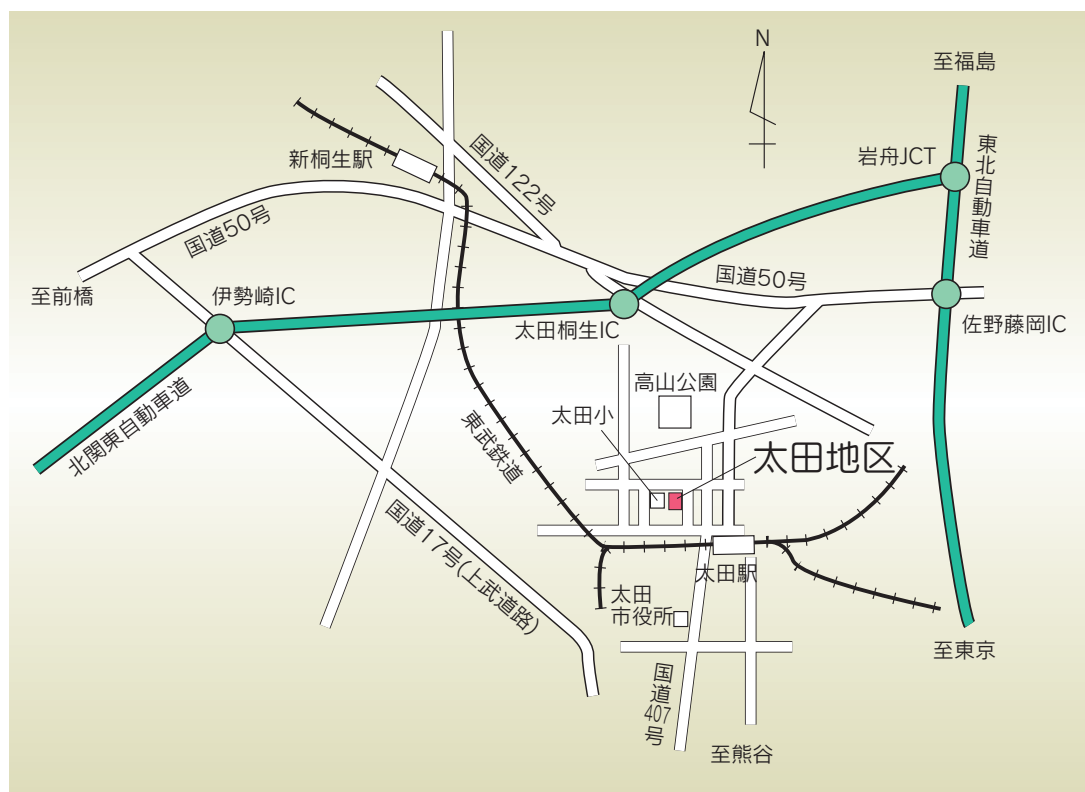 N
至福島
東北自動車道
岩舟JCT
新桐生駅
国道122号
国道50号
国道50号
至前橋
伊勢崎IC
太田桐生IC
佐野藤岡IC
高山公園
太田小
北関東自動車道
東武鉄道
太田地区
国道17号(上武道路)
太田駅
太田
市役所
至東京
国道407号
至熊谷